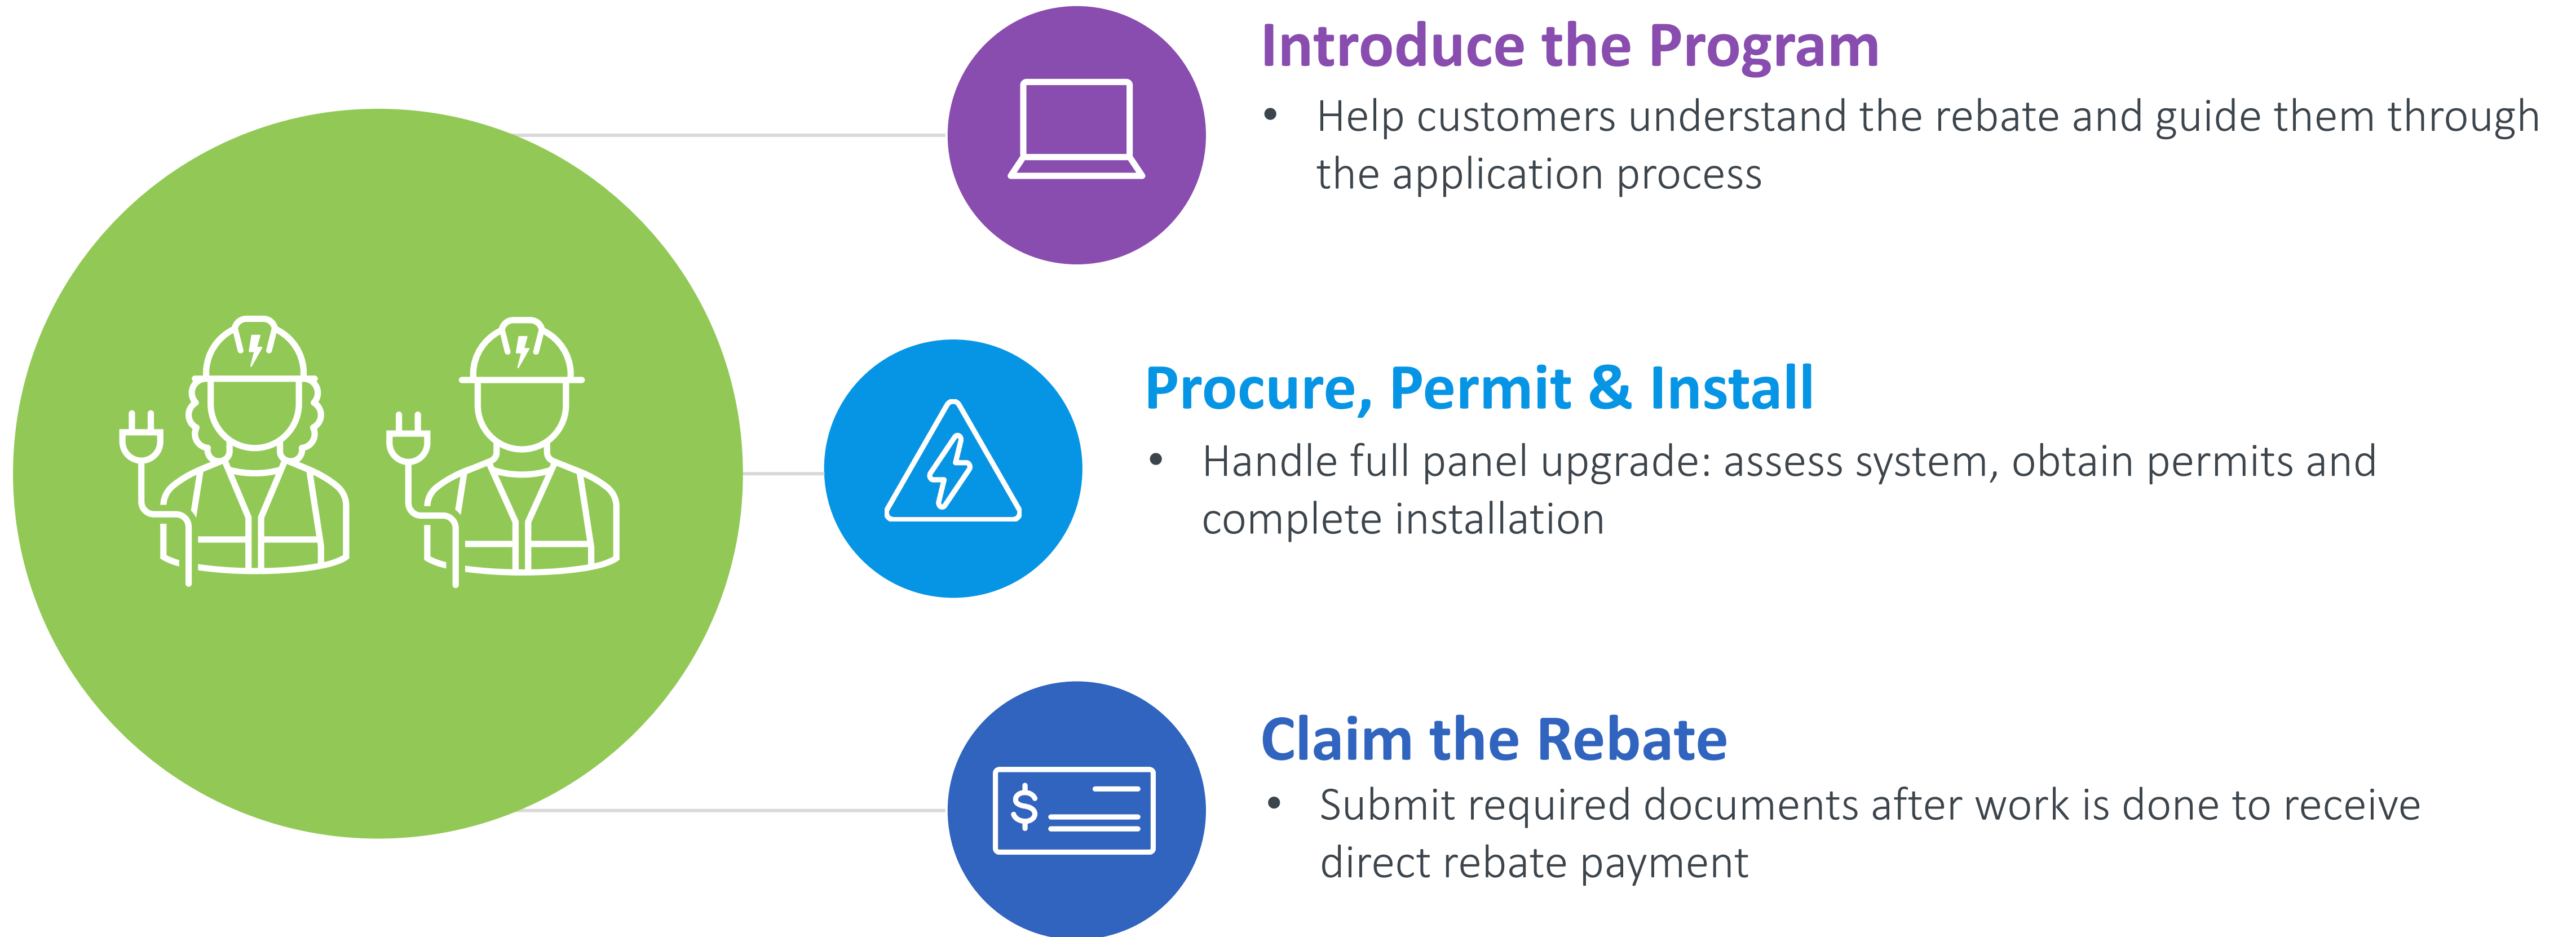 Introduce the Program
• Help customers understand the rebate and guide them through
the application process
Procure, Permit & Install
• Handle full panel upgrade: assess system, obtain permits and
complete installation
$
Claim the Rebate
• Submit required documents after work is done to receive
direct rebate payment